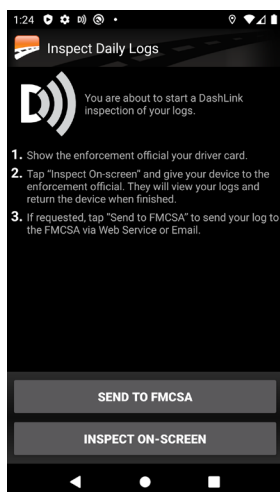 1:24
Inspect Daily Logs
D
You are about to start a DashLink
inspection of your logs.
1. Show the enforcement official your driver card.
2. Tap “Inspect On-screen” and give your device to the
enforcement official. They will view your logs and
return the device when finished.
3. If requested, tap “Send to FMCSA” to send your log to
the FMCSA via Web Service or Email.
SEND TO FMCSA
INSPECT ON-SCREEN